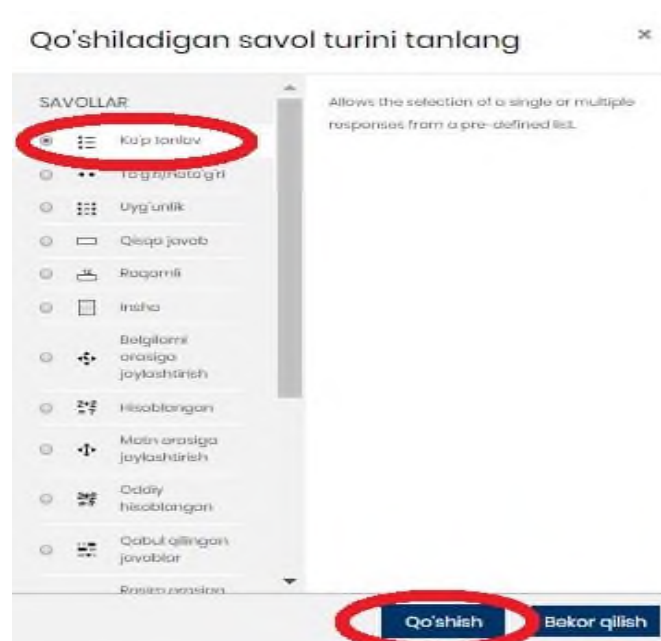 Qo'shiladigan savol turini tanlang
×
SAVOLLAR
Ko'p tanlov
To'g'ri/Noto'g'ri
Uyg'unlik
Qisqa javob
Raqamli
Insho
Belgilarni
orasiga
joylashtirish
Hisoblangan
Matn orasiga
joylashtirish
Oddiy
hisoblangan
Qabul qilingan
javoblar
Rasim orasiga
Allows the selection of a single or multiple
responses from a pre-defined list.
Qo'shish
Bekor qilish